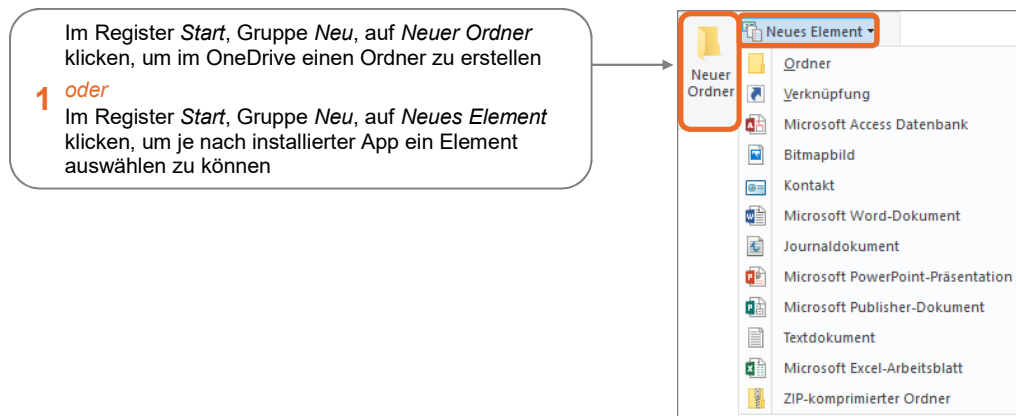 Im Register Start, Gruppe Neu, auf Neuer Ordner
klicken, um im OneDrive einen Ordner zu erstellen
1 oder
Im Register Start, Gruppe Neu, auf Neues Element
klicken, um je nach installierter App ein Element
auswählen zu können
Neuer
Ordner
Neues Element
Ordner
Verknüpfung
Microsoft Access Datenbank
Bitmapbild
Kontakt
Microsoft Word-Dokument
Journaldokument
Microsoft PowerPoint-Präsentation
Microsoft Publisher-Dokument
Textdokument
Microsoft Excel-Arbeitsblatt
ZIP-komprimierter Ordner